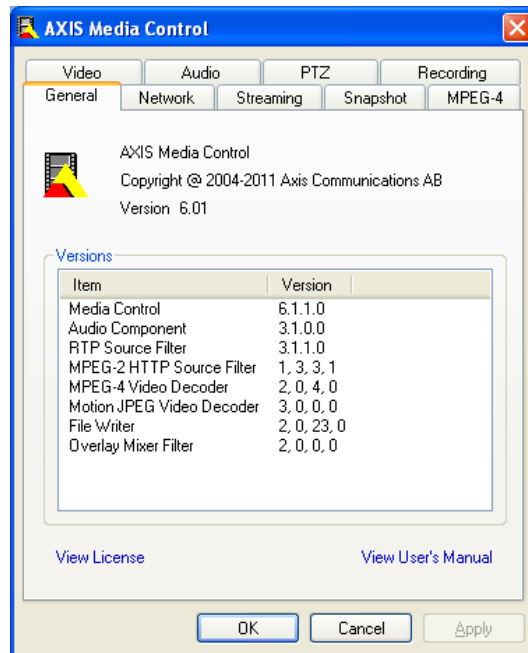 AXIS Media Control
Video Audio PTZ Recording
General Network Streaming Snapshot MPEG-4
AXIS Media Control
Copyright @ 2004-2011 Axis Communications AB
Version 6.01
Versions
Item Version
Media Control 6.1.1.0
Audio Component 3.1.0.0
RTP Source Filter 3.1.1.0
MPEG-2 HTTP Source Filter 1, 3, 3, 1
MPEG-4 Video Decoder 2, 0, 4, 0
Motion JPEG Video Decoder 3, 0, 0, 0
File Writer 2, 0, 23, 0
Overlay Mixer Filter 2, 0, 0, 0
View License View User's Manual
OK Cancel Apply